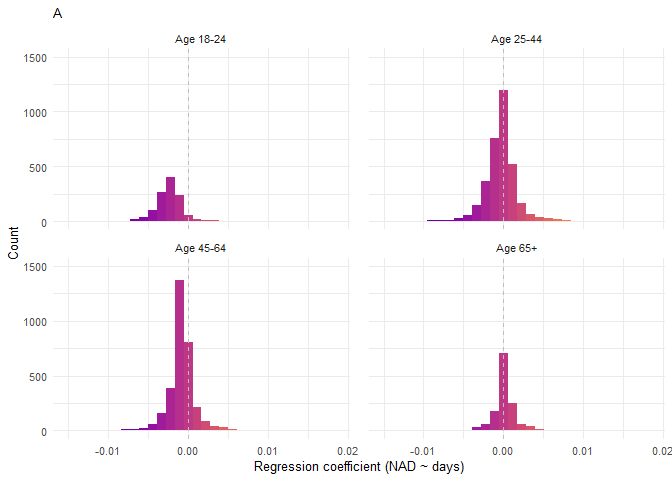 A
Age 18-24
Age 25-44
1500
1000
500
0
Count
Age 45-64
Age 65+
1500
1000
500
0
-0.01
0.00
0.01
0.02
-0.01
0.00
0.01
0.02
Regression coefficient (NAD ~ days)